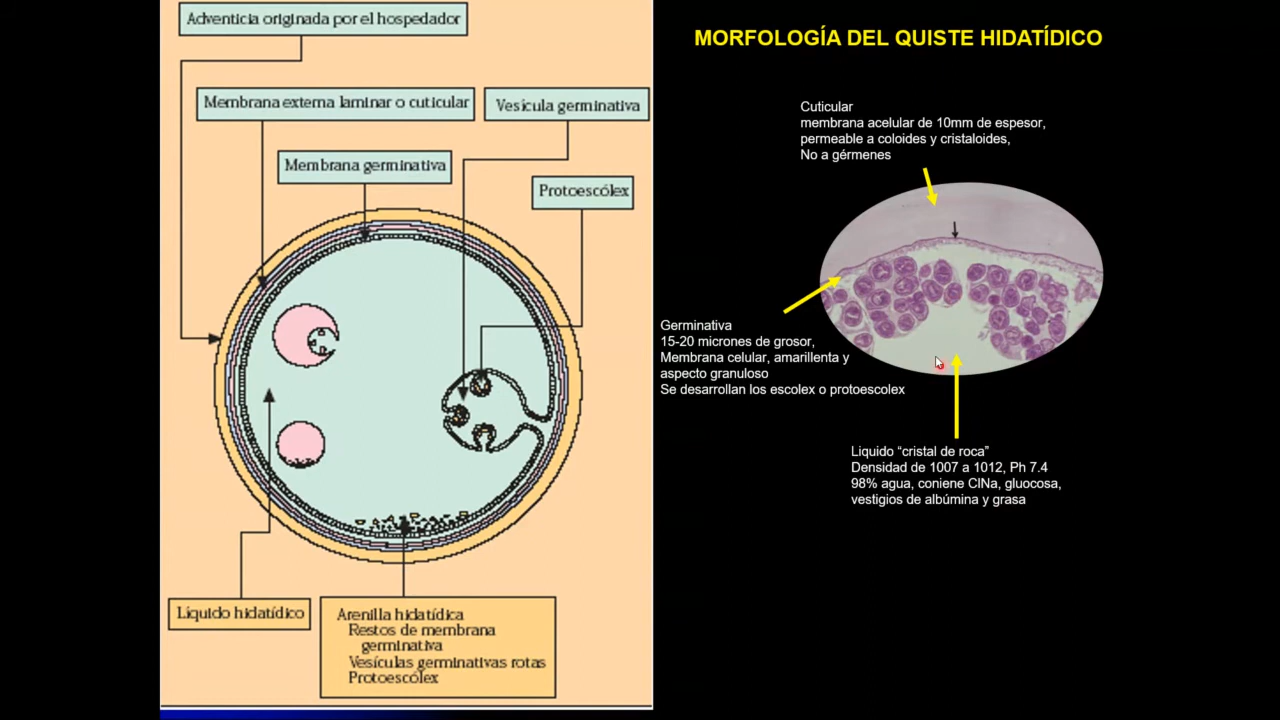 Adventicia originada por el hospedador
Membrana externa laminar o cuticular
Vesícula germinativa
Membrana germinativa
Protoescólex
Líquido hidatídico
Arenilla hidatídica
Restos de membrana
germinativa
Vesículas germinativas rotas
Protoescólex
MORFOLOGÍA DEL QUISTE HIDATÍDICO
Cuticular
membrana acelular de 10mm de espesor,
permeable a coloides y cristaloides,
No a gérmenes
Germinativa
15-20 micrones de grosor,
Membrana celular, amarillenta y
aspecto granuloso
Se desarrollan los escolex o protoescolex
Liquido “cristal de roca”
Densidad de 1007 a 1012, Ph 7.4
98% agua, coniene ClNa, gluocosa,
vestigios de albúmina y grasa